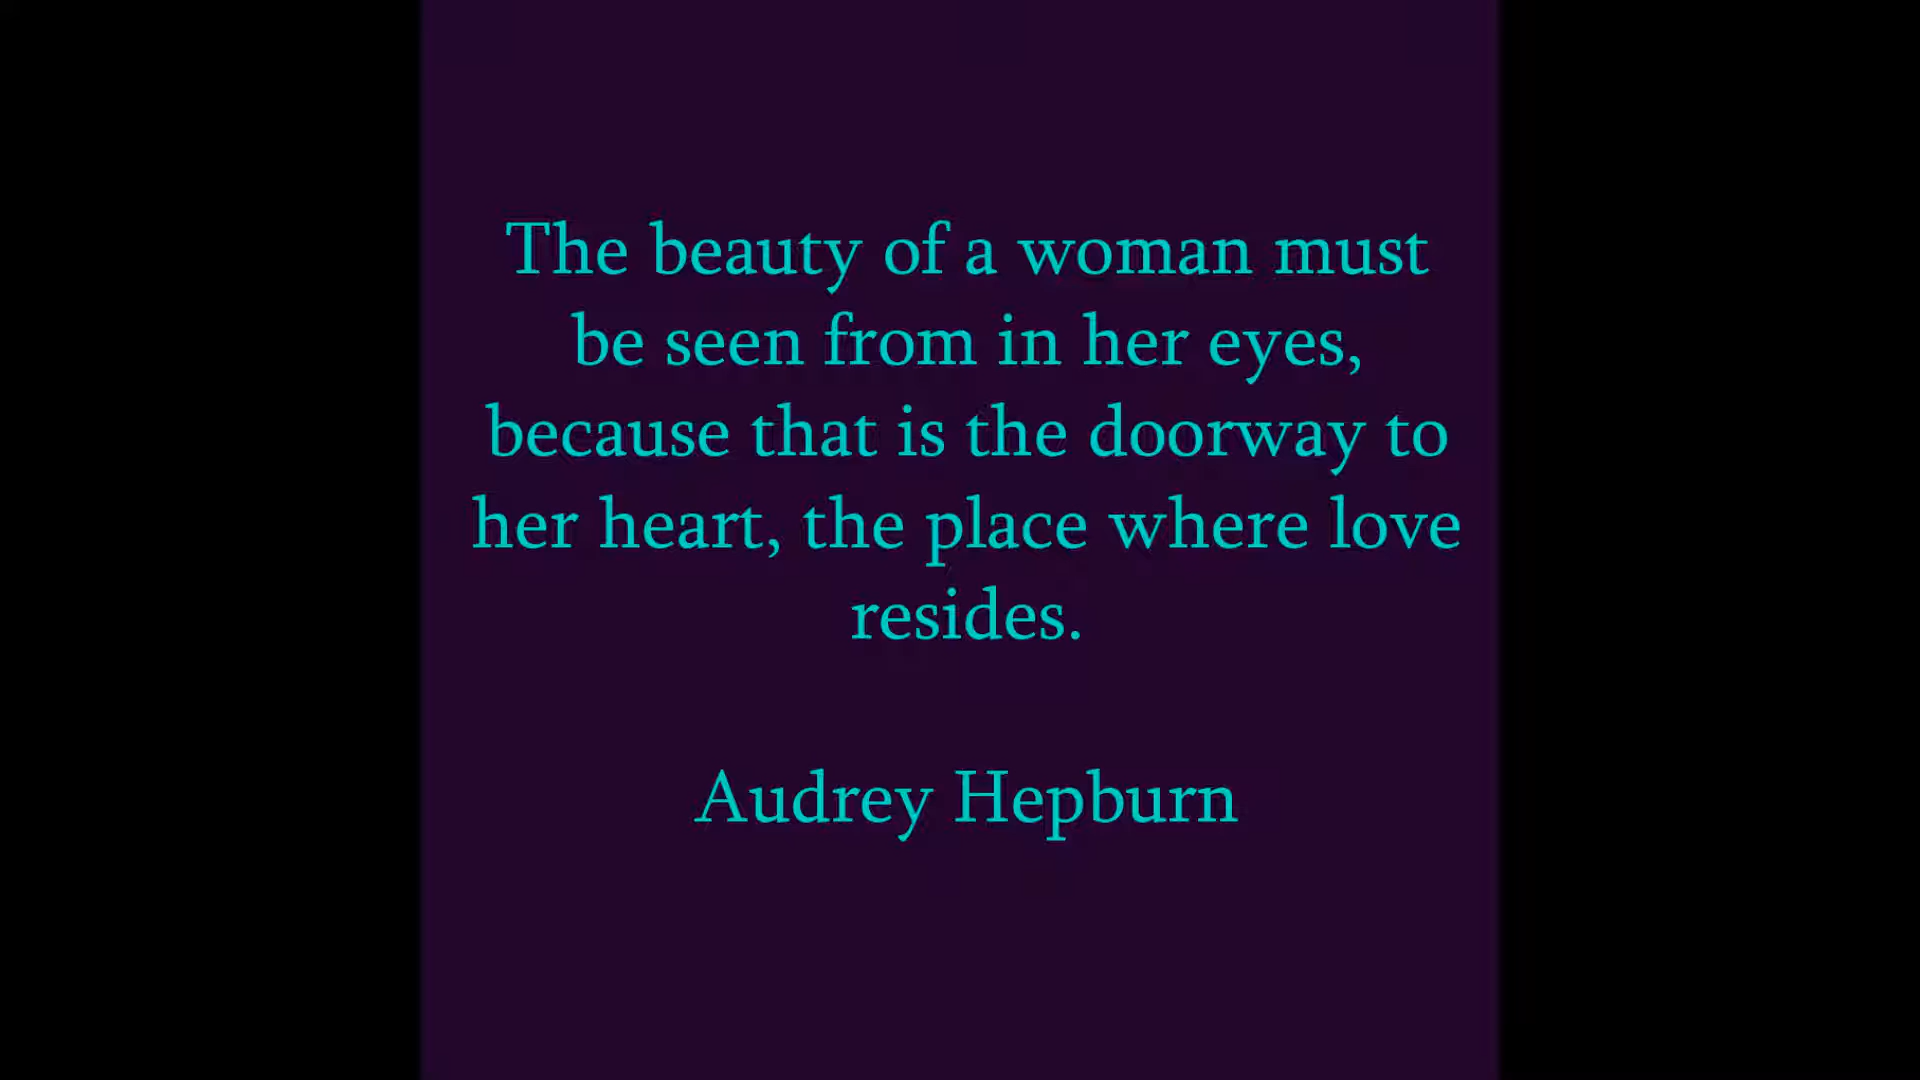 The beauty of a woman must
be seen from in her eyes,
because that is the doorway to
her heart, the place where love
resides.
Audrey Hepburn